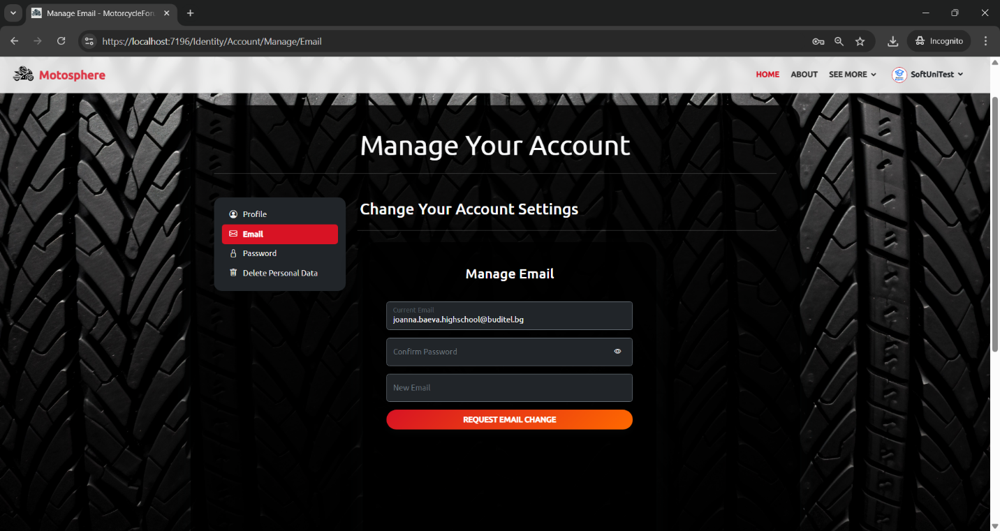 Manage Email - MotorcycleFor
https://localhost:7196/Identity/Account/Manage/Email
Incognito
Motosphere
HOME ABOUT SEE MORE SoftUniTest
Manage Your Account
Change Your Account Settings
Profile
Email
Password
Delete Personal Data
Manage Email
Current Email
joanna.baeva.highschool@buditel.bg
Confirm Password
New Email
REQUEST EMAIL CHANGE